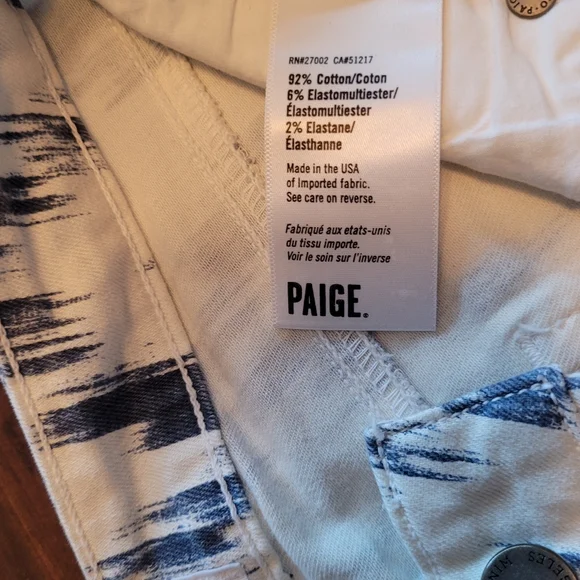 RN#27002 CA#51217
92% Cotton/Coton
6% Elastomultiester/
Élastomultiester
2% Elastane/
Élasthanne
Made in the USA
of Imported fabric.
See care on reverse.
Fabriqué aux etats-unis
du tissu importe.
Voir le soin sur l'inverse
PAIGE.